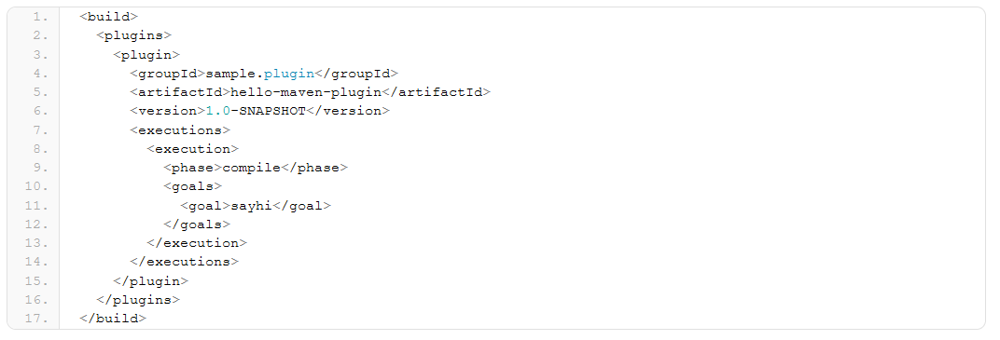 1. <build>
2.   <plugins>
3.     <plugin>
4.       <groupId>sample.plugin</groupId>
5.       <artifactId>hello-maven-plugin</artifactId>
6.       <version>1.0-SNAPSHOT</version>
7.       <executions>
8.         <execution>
9.           <phase>compile</phase>
10.           <goals>
11.             <goal>sayhi</goal>
12.           </goals>
13.         </execution>
14.       </executions>
15.     </plugin>
16.   </plugins>
17. </build>